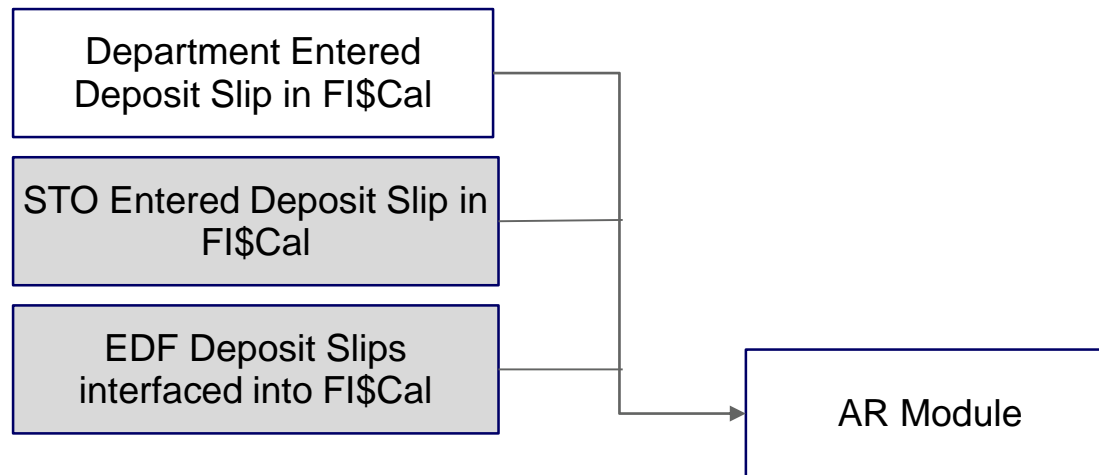 Department Entered
Deposit Slip in FI$Cal
STO Entered Deposit Slip in
FI$Cal
EDF Deposit Slips
interfaced into FI$Cal
AR Module